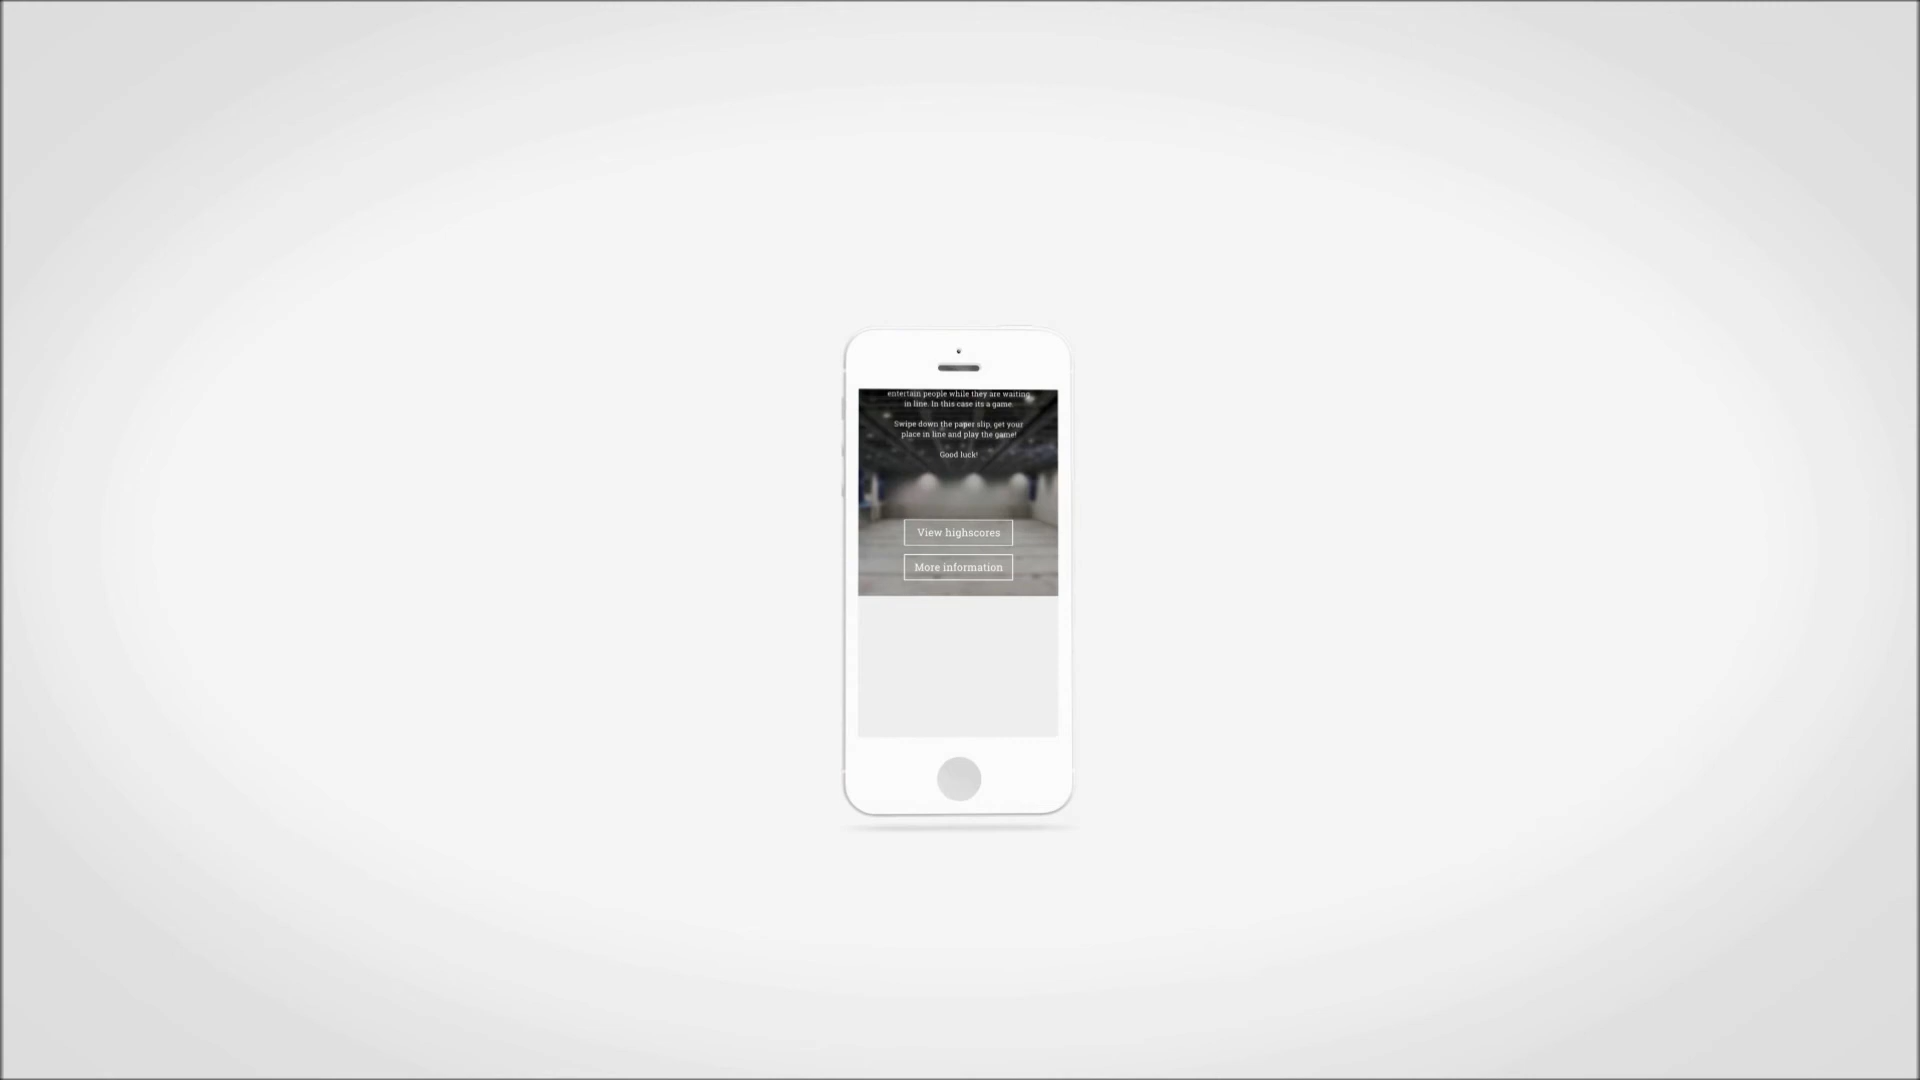 entertain people while they are waiting
in line. In this case its a game.
Swipe down the paper slip, get your
place in line and play the game!
Good luck!
View highscores
More information